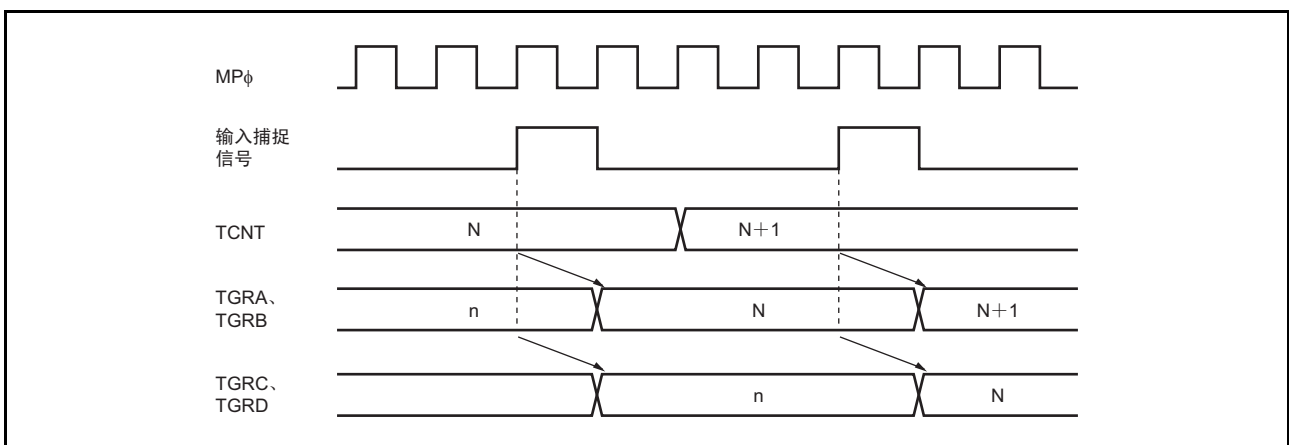 MPφ
输入捕捉
信号
TCNT
N
N+1
TGRA、
TGRB
n
N
N+1
TGRC、
TGRD
n
N